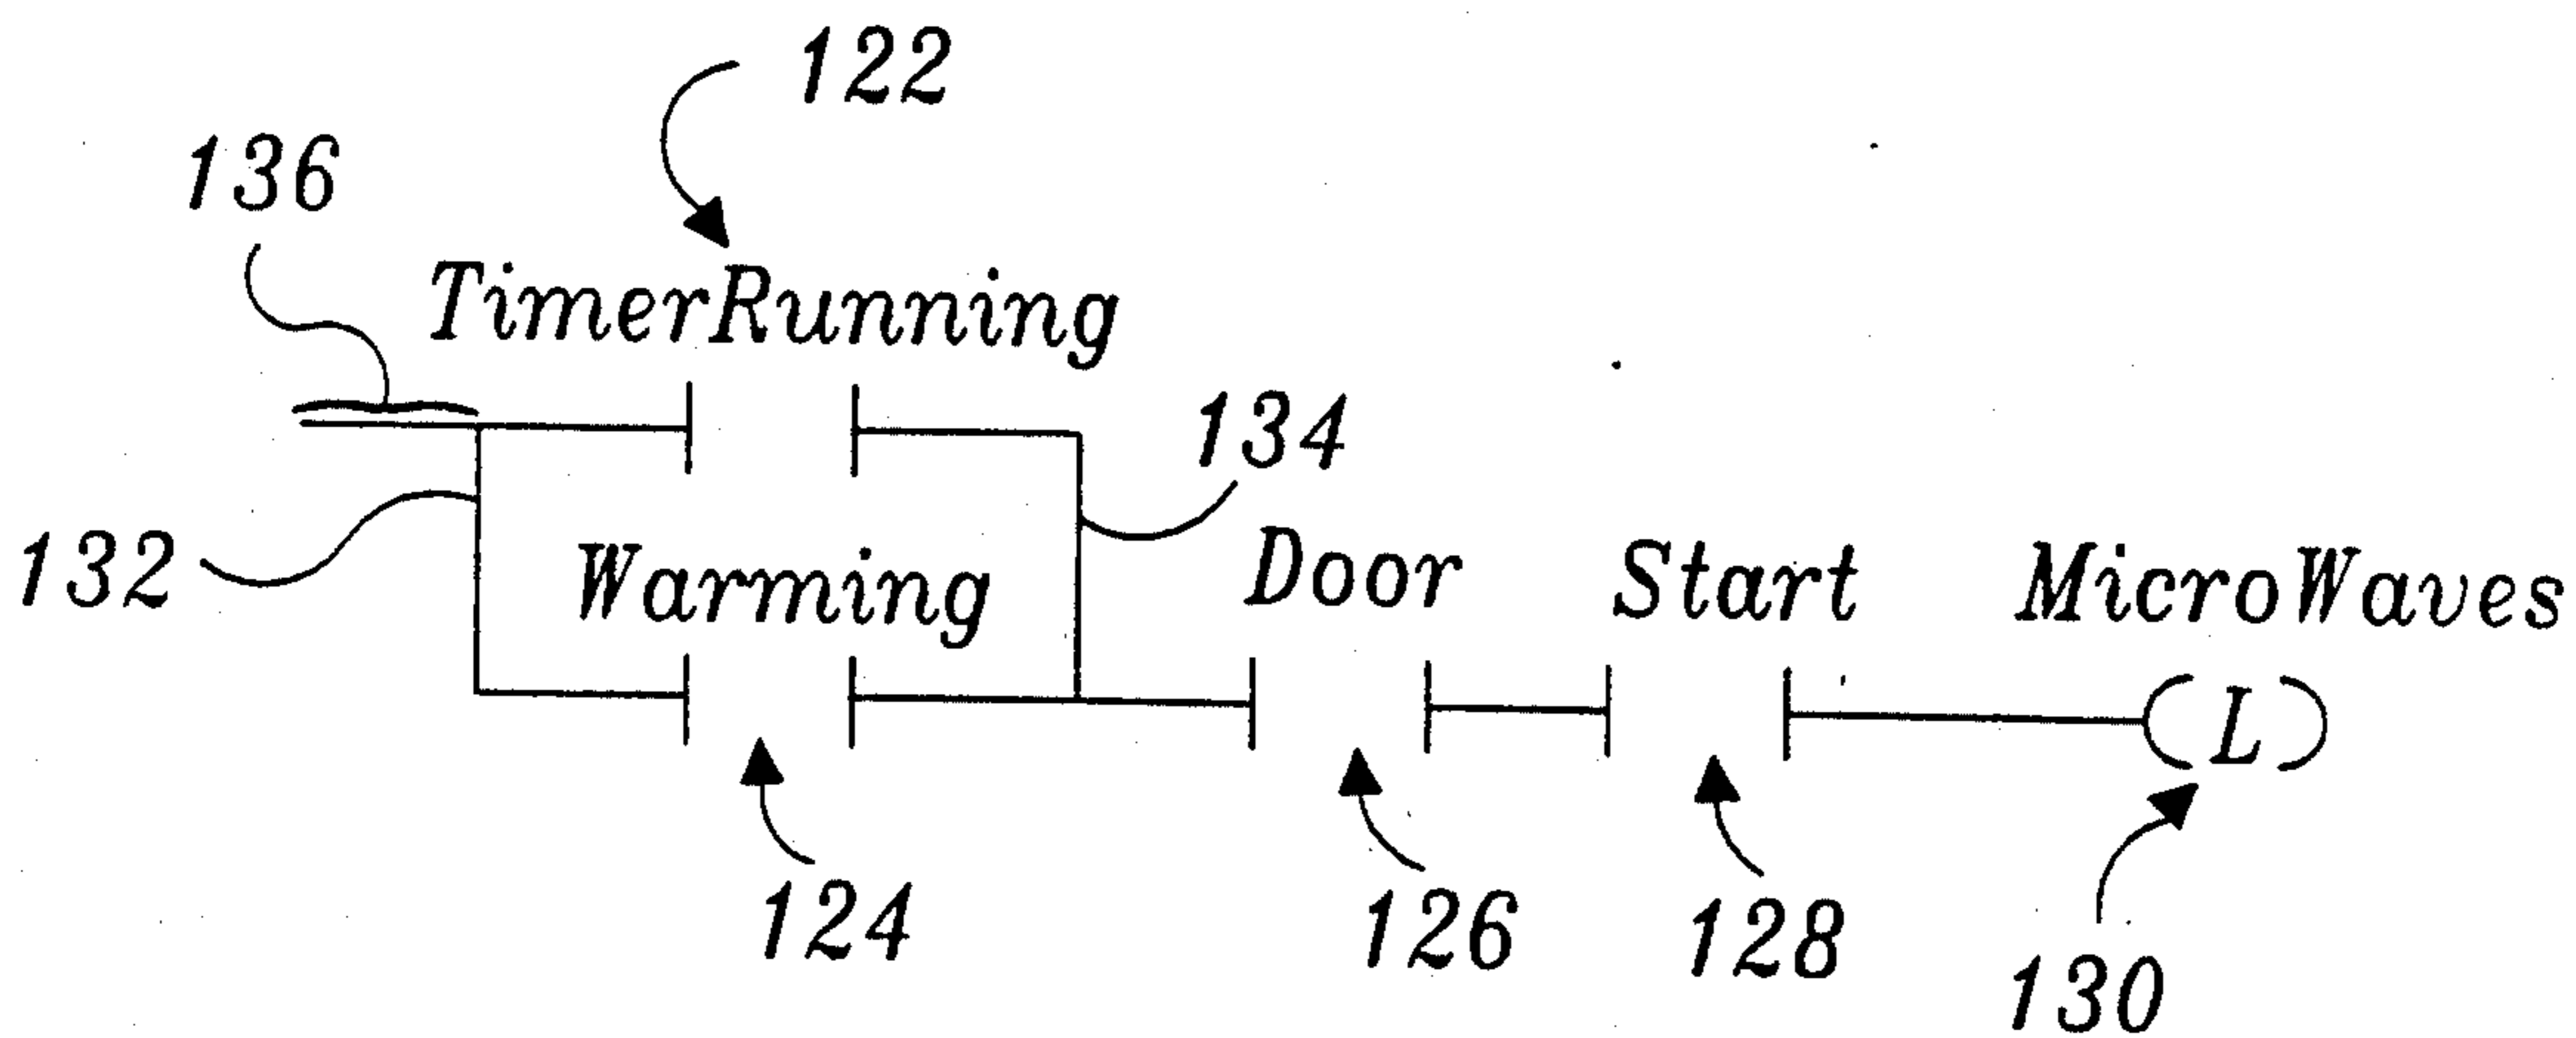 122
136
TimerRunning
134
132
Warming
Door
Start
MicroWaves
L
124
126
128
130